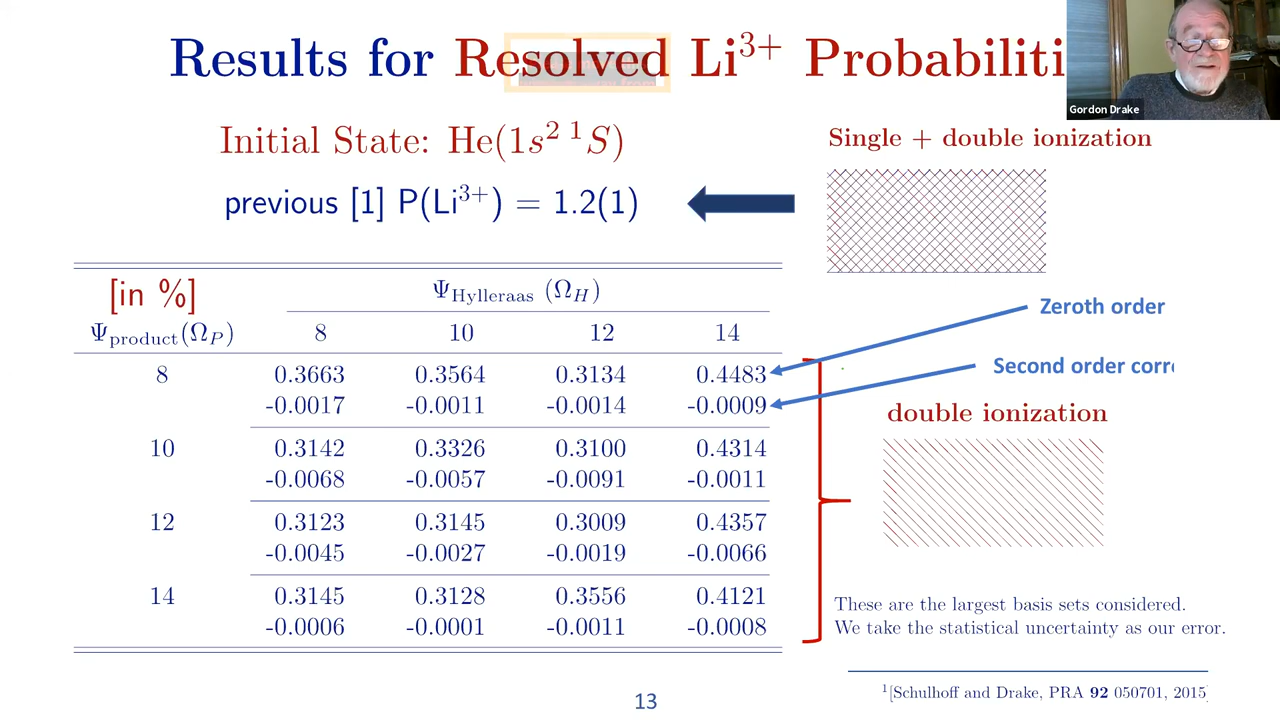 Results for Resolved Li³⁺ Probabiliti
Gordon Drake
Initial State: He(1s² ¹S)
Single + double ionization
previous [1] P(Li³⁺) = 1.2(1)
[in %] Ψ_Hylleraas (Ω_H)
Ψ_product(Ω_P) 8 10 12 14
8 0.3663 0.3564 0.3134 0.4483
-0.0017 -0.0011 -0.0014 -0.0009
10 0.3142 0.3326 0.3100 0.4314
-0.0068 -0.0057 -0.0091 -0.0011
12 0.3123 0.3145 0.3009 0.4357
-0.0045 -0.0027 -0.0019 -0.0066
14 0.3145 0.3128 0.3556 0.4121
-0.0006 -0.0001 -0.0011 -0.0008
Zeroth order
Second order corr
double ionization
These are the largest basis sets considered.
We take the statistical uncertainty as our error.
¹[Schulhoff and Drake, PRA 92 050701, 2015]
13